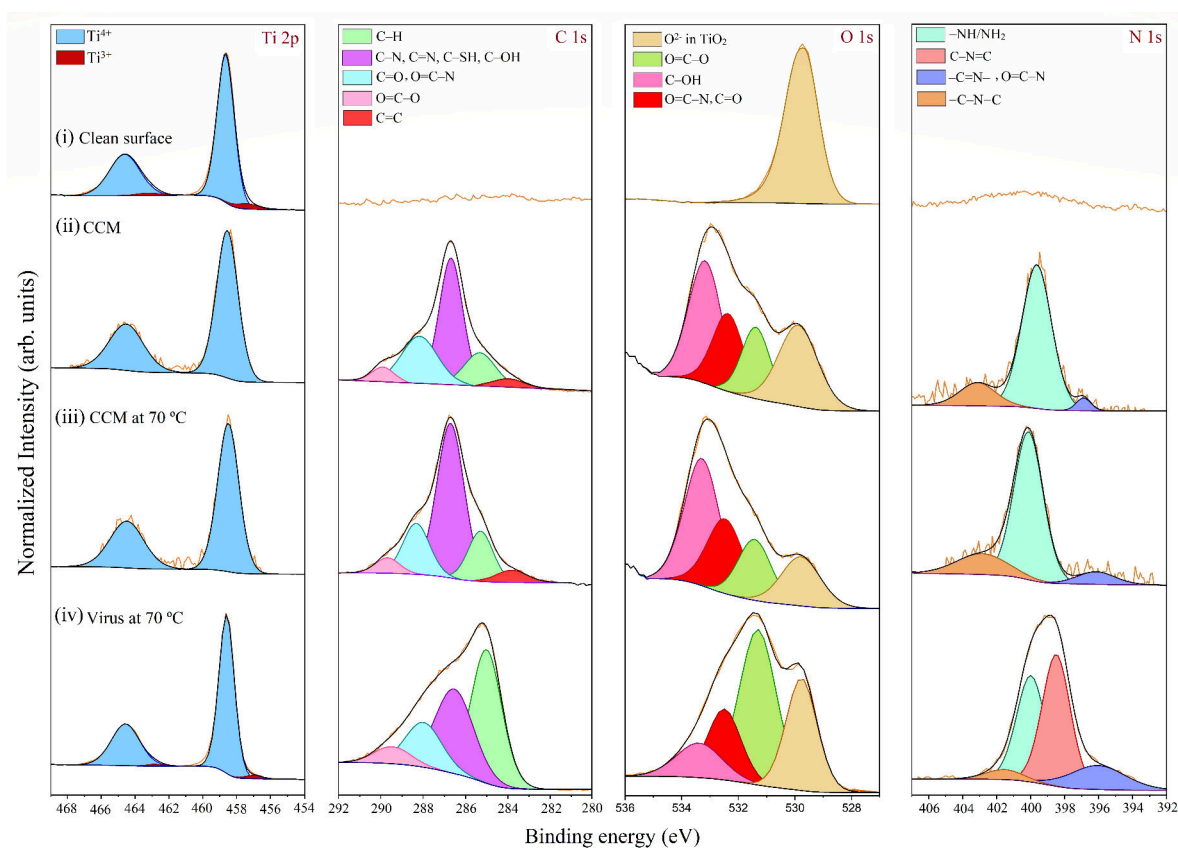 Ti⁴⁺
Ti³⁺
Ti 2p
C–H
C–N, C=N, C–SH, C–OH
C–O, O=C–N
O=C–O
C=C
C 1s
O²⁻ in TiO₂
O=C–O
C–OH
O=C–N, C=O
O 1s
–NH/NH₂
C–N=C
–C=N– , O=C–N
–C–N–C
N 1s
(i) Clean surface
(ii) CCM
(iii) CCM at 70 ºC
(iv) Virus at 70 ºC
Normalized Intensity (arb. units)
468 466 464 462 460 458 456 454
292 290 288 286 284 282 280
536 534 532 530 528
406 404 402 400 398 396 394 392
Binding energy (eV)